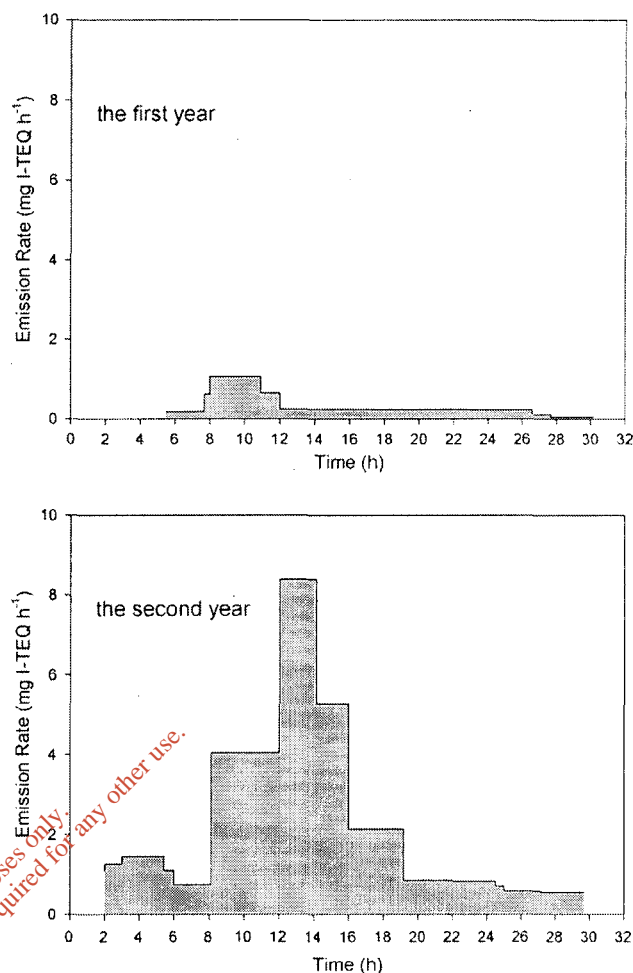 10
8
6
4
2
0
Emission Rate (mg I-TEQ h-1)
the first year
0 2 4 6 8 10 12 14 16 18 20 22 24 26 28 30 32
Time (h)
10
8
6
4
2
0
Emission Rate (mg I-TEQ h-1)
the second year
0 2 4 6 8 10 12 14 16 18 20 22 24 26 28 30 32
Time (h)
only.
quired for any other use.